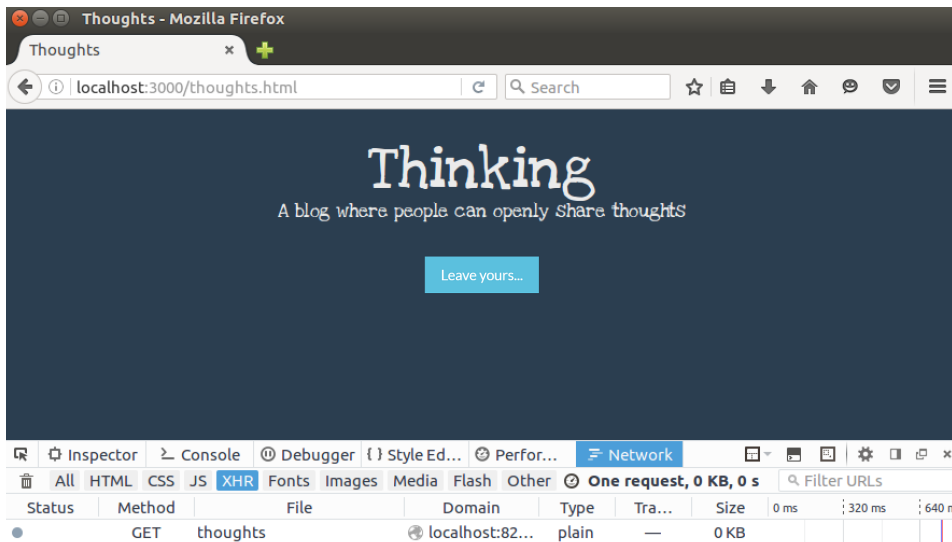 Thoughts - Mozilla Firefox
Thoughts
localhost:3000/thoughts.html Search
Thinking
A blog where people can openly share thoughts
Leave yours...
Inspector Console Debugger { } Style Ed... Perfor... Network
All HTML CSS JS XHR Fonts Images Media Flash Other One request, 0 KB, 0 s Filter URLs
Status Method File Domain Type Tra... Size 0 ms 320 ms 640 m
GET thoughts localhost:82... plain — 0 KB